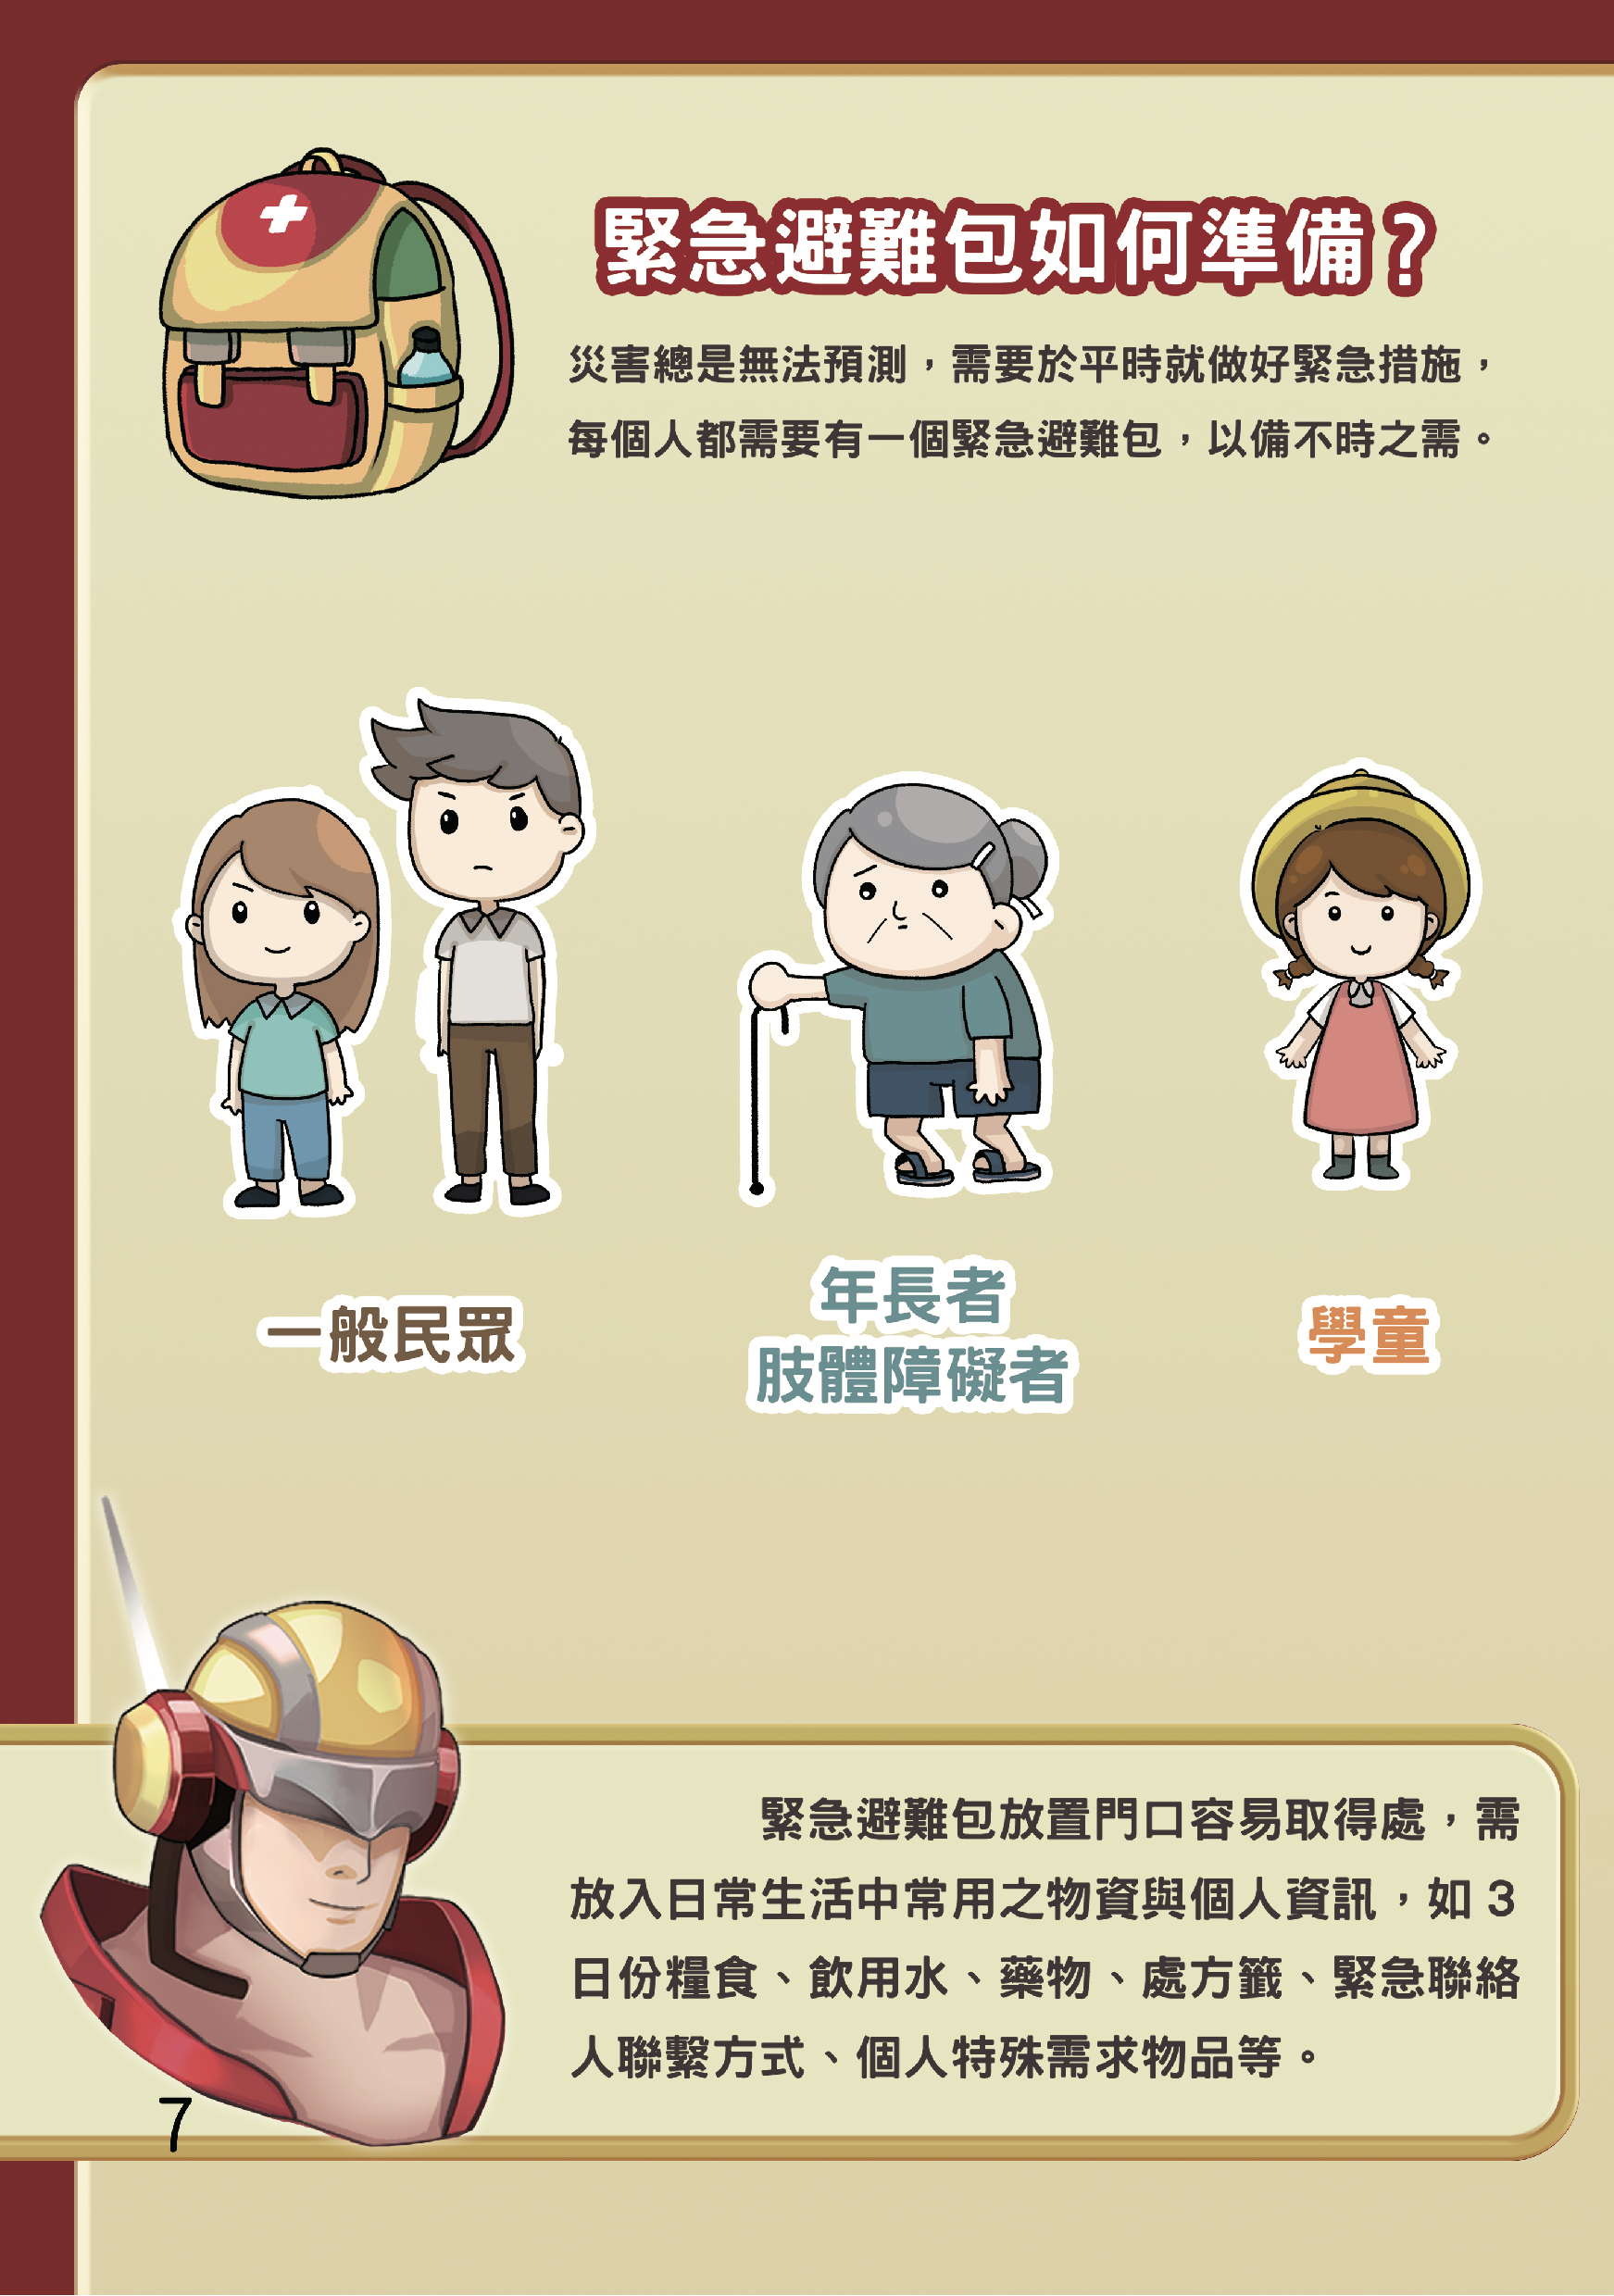 緊急避難包如何準備？
災害總是無法預測，需要於平時就做好緊急措施，
每個人都需要有一個緊急避難包，以備不時之需。
一般民眾
年長者
肢體障礙者
學童
緊急避難包放置門口容易取得處，需
放入日常生活中常用之物資與個人資訊，如 3
日份糧食、飲用水、藥物、處方籤、緊急聯絡
人聯繫方式、個人特殊需求物品等。
7